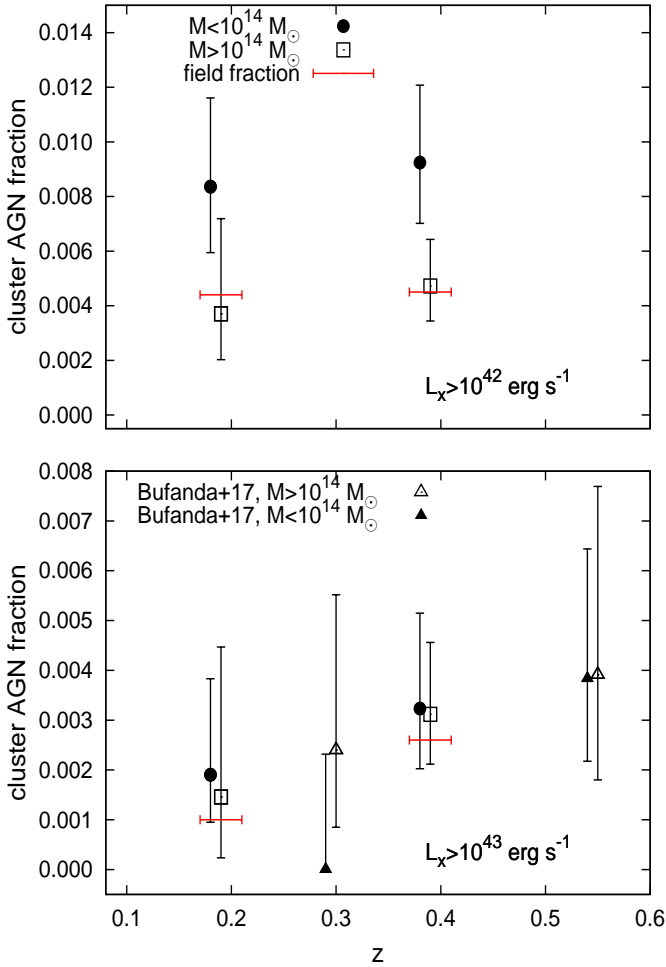 M<10^14 M☉
M>10^14 M☉
field fraction
cluster AGN fraction
0.014
0.012
0.010
0.008
0.006
0.004
0.002
0.000
L_x>10^42 erg s^-1
Bufanda+17, M>10^14 M☉
Bufanda+17, M<10^14 M☉
cluster AGN fraction
0.008
0.007
0.006
0.005
0.004
0.003
0.002
0.001
0.000
L_x>10^43 erg s^-1
0.1 0.2 0.3 0.4 0.5 0.6
z